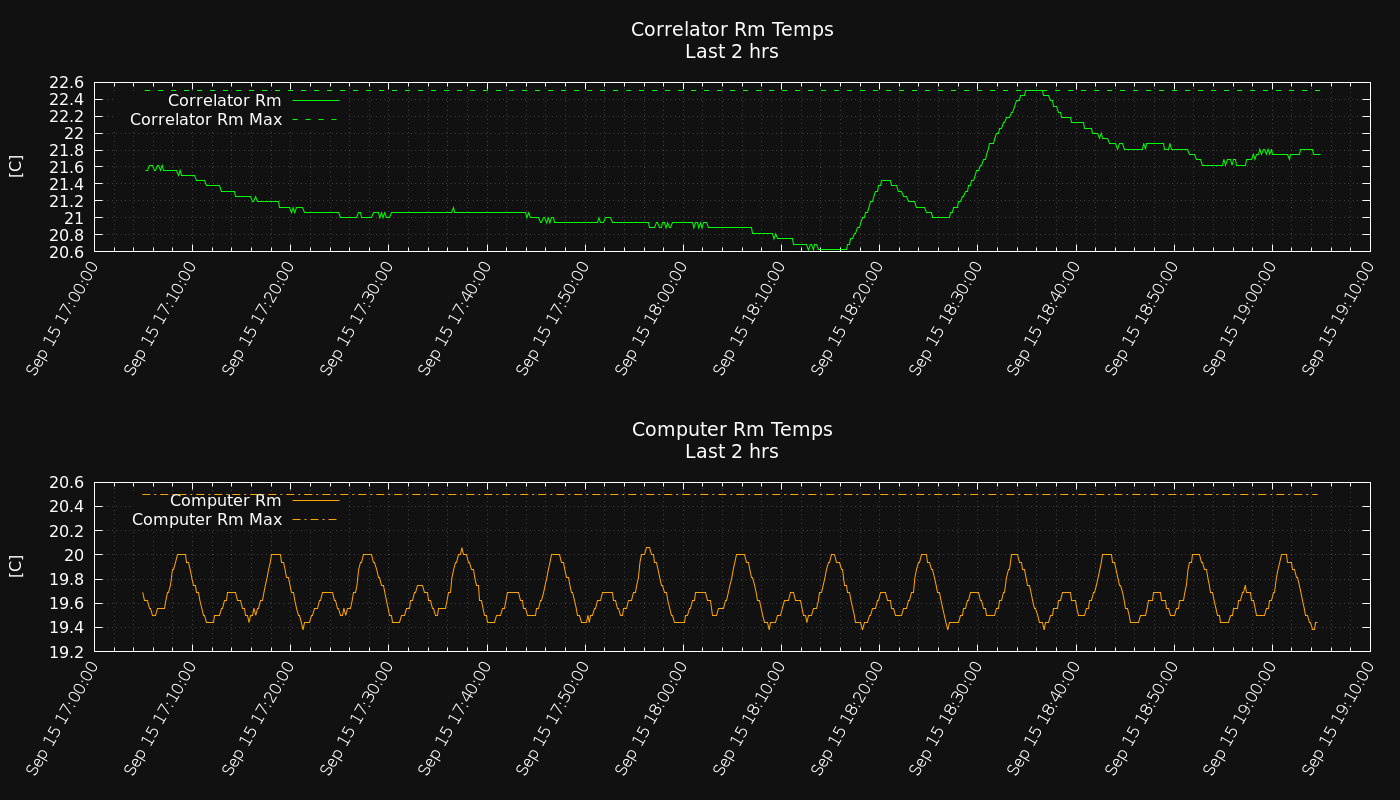 Correlator Rm Temps
Last 2 hrs
22.6
22.4
22.2
22
21.8
21.6
21.4
21.2
21
20.8
20.6
[C]
Correlator Rm
Correlator Rm Max
Sep 15 17:00:00
Sep 15 17:10:00
Sep 15 17:20:00
Sep 15 17:30:00
Sep 15 17:40:00
Sep 15 17:50:00
Sep 15 18:00:00
Sep 15 18:10:00
Sep 15 18:20:00
Sep 15 18:30:00
Sep 15 18:40:00
Sep 15 18:50:00
Sep 15 19:00:00
Sep 15 19:10:00
Computer Rm Temps
Last 2 hrs
20.6
20.4
20.2
20
19.8
19.6
19.4
19.2
[C]
Computer Rm
Computer Rm Max
Sep 15 17:00:00
Sep 15 17:10:00
Sep 15 17:20:00
Sep 15 17:30:00
Sep 15 17:40:00
Sep 15 17:50:00
Sep 15 18:00:00
Sep 15 18:10:00
Sep 15 18:20:00
Sep 15 18:30:00
Sep 15 18:40:00
Sep 15 18:50:00
Sep 15 19:00:00
Sep 15 19:10:00